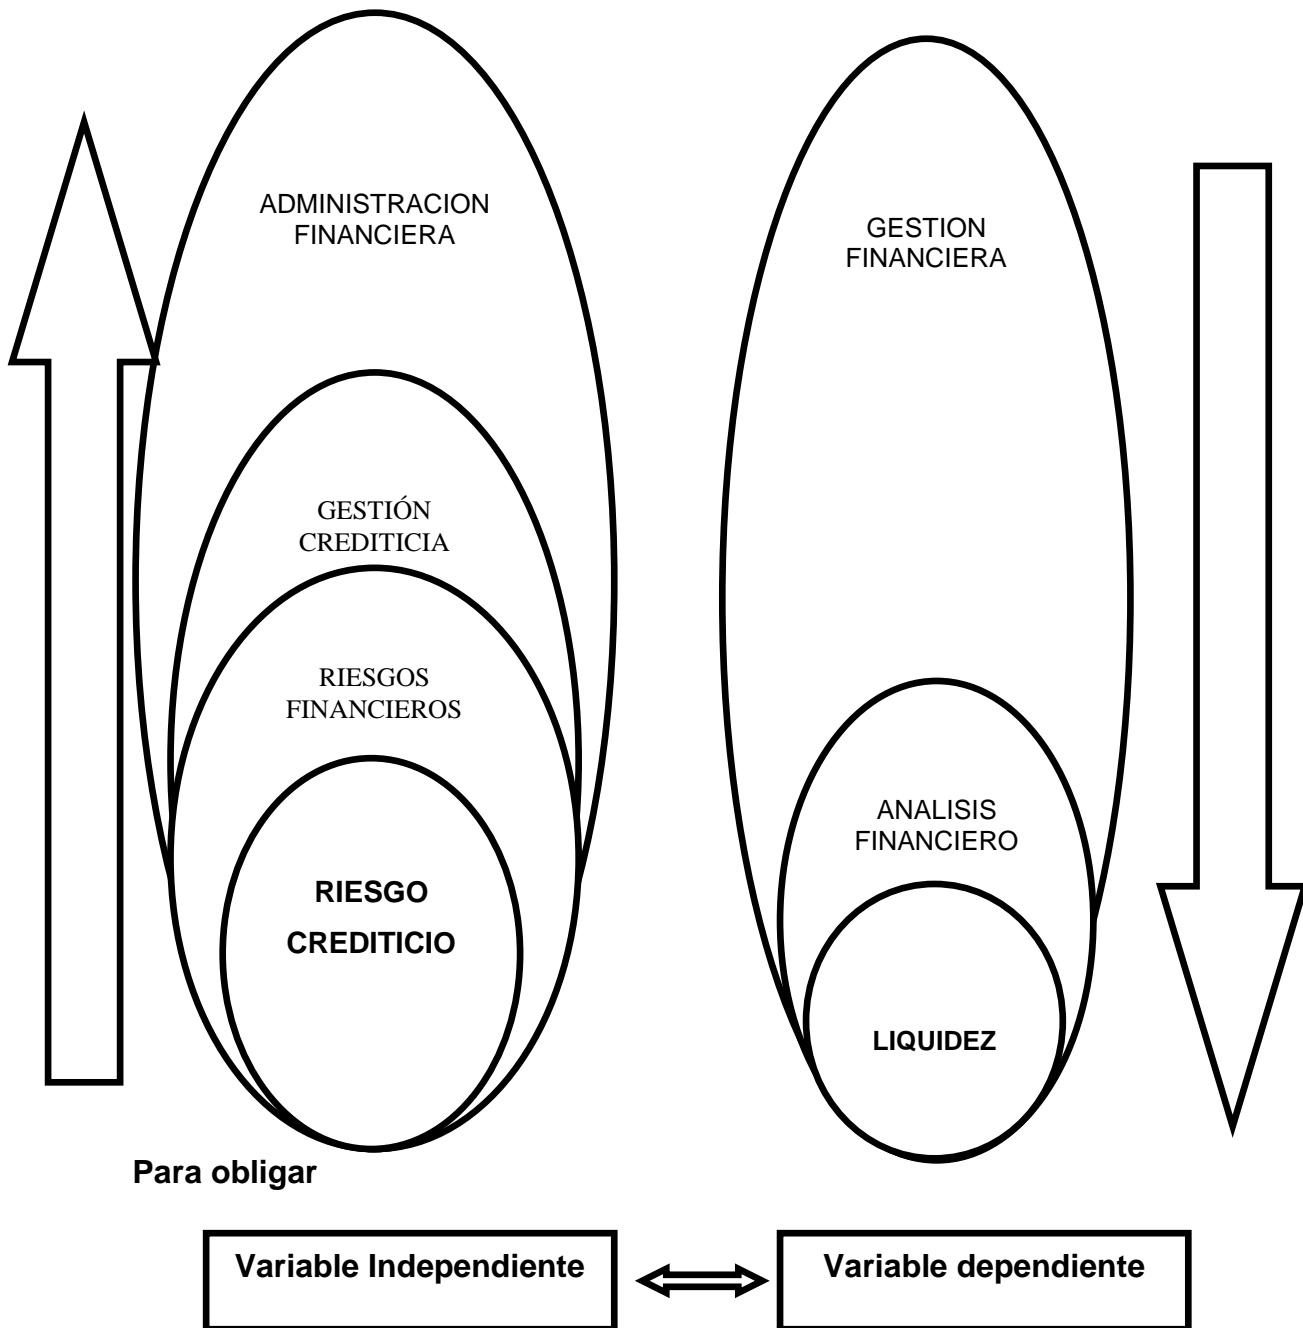 ADMINISTRACION
FINANCIERA
GESTIÓN
CREDITICIA
RIESGOS
FINANCIEROS
RIESGO
CREDITICIO
GESTION
FINANCIERA
ANALISIS
FINANCIERO
LIQUIDEZ
Para obligar
Variable Independiente
Variable dependiente